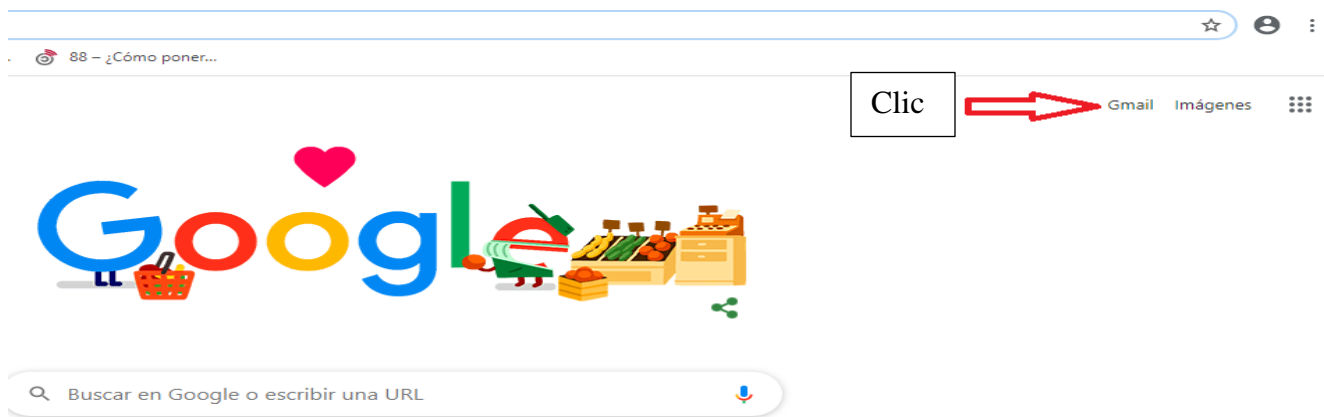 88 – ¿Cómo poner...
Clic
Gmail Imágenes
Google
Buscar en Google o escribir una URL